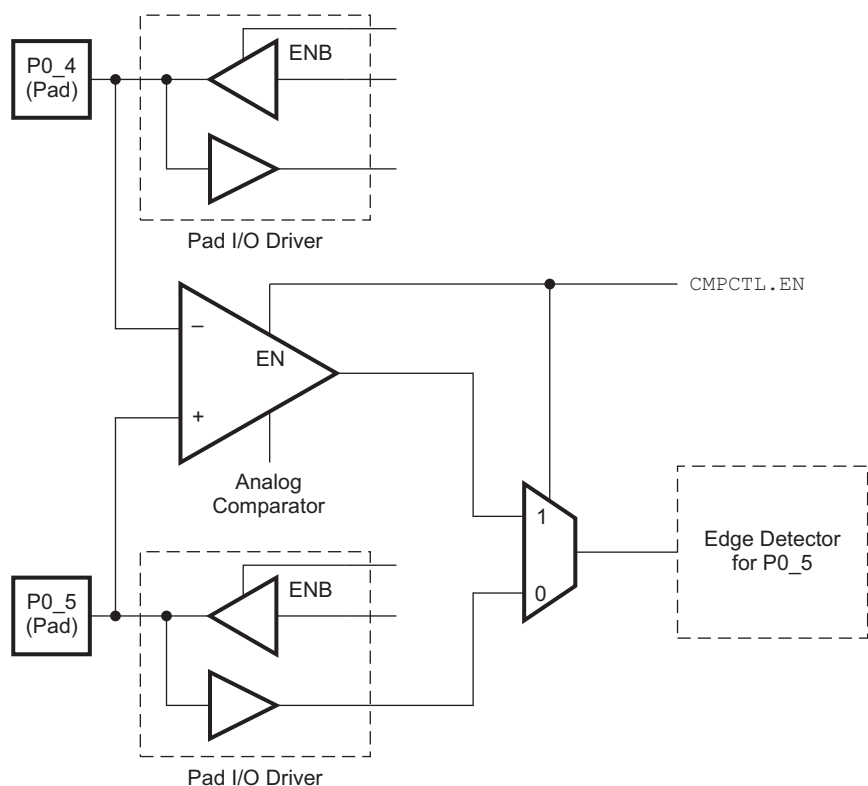 P0_4
(Pad)
ENB
Pad I/O Driver
CMPCTL.EN
–
EN
+
Analog
Comparator
1
Edge Detector
for P0_5
0
P0_5
(Pad)
ENB
Pad I/O Driver